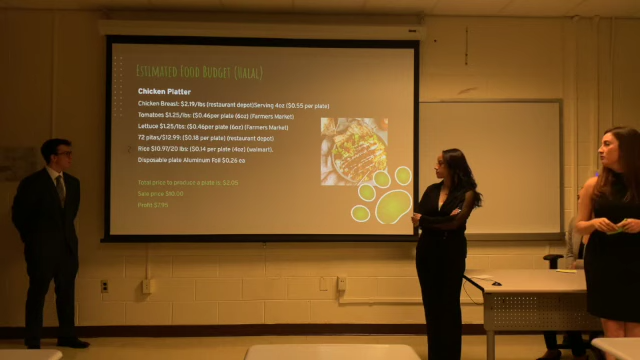 Estimated Food Budget (Halal)
Chicken Platter
Chicken Breast: $2.19/lbs (restaurant depot)Serving 4oz ($0.55 per plate)
Tomatoes $1.25/lbs: ($0.46per plate (6oz) (Farmers Market)
Lettuce $1.25/lbs: ($0.46per plate (6oz) (Farmers Market)
72 pitas/$12.99: ($0.18 per plate) (restaurant depot)
Rice $10.97/20 lbs: ($0.14 per plate (4oz) (walmart).
Disposable plate Aluminum Foil $0.26 ea
Total price to produce a plate is $2.05
Sale price $10.00
Profit $7.95